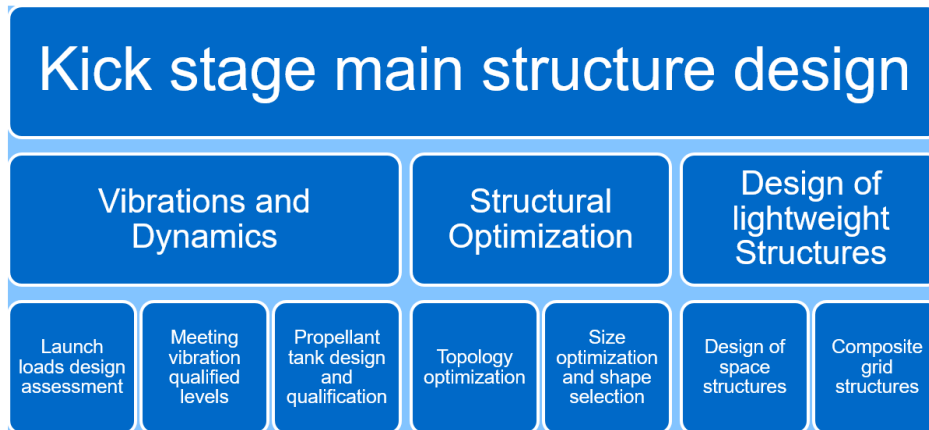 Kick stage main structure design
Vibrations and
Dynamics
Structural
Optimization
Design of
lightweight
Structures
Launch
loads design
assessment
Meeting
vibration
qualified
levels
Propellant
tank design
and
qualification
Topology
optimization
Size
optimization
and shape
selection
Design of
space
structures
Composite
grid
structures